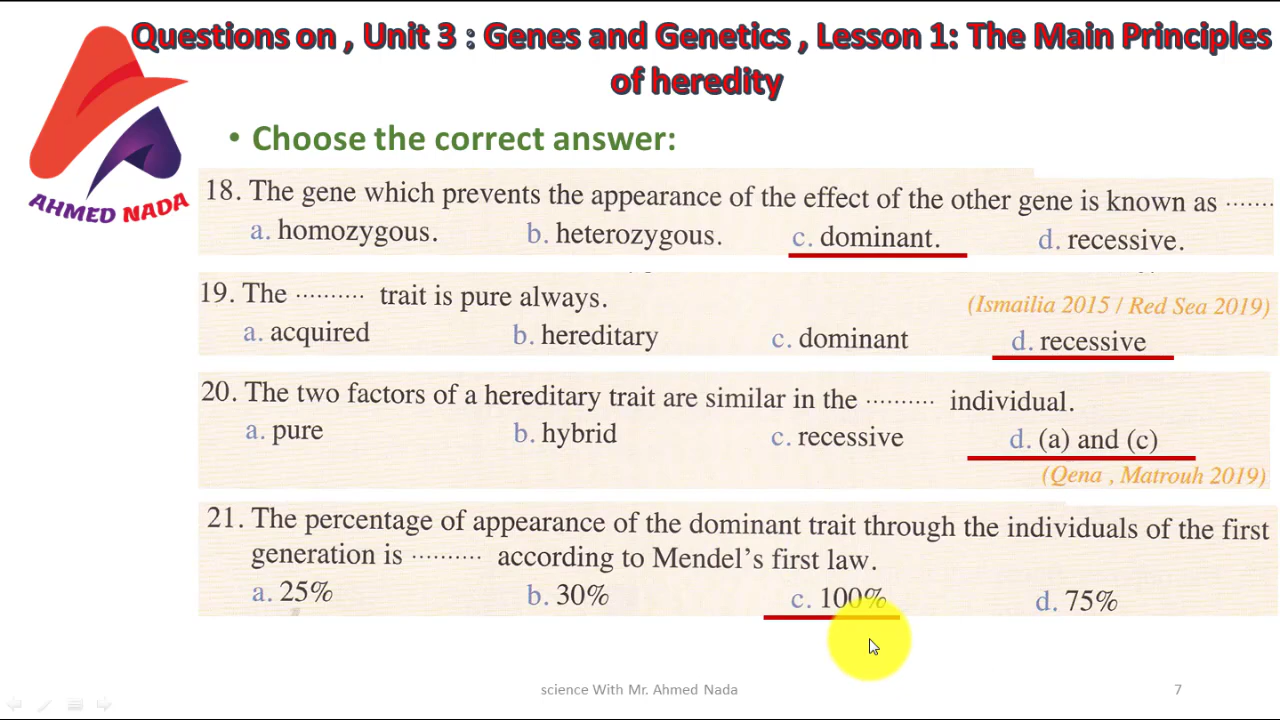 Questions on , Unit 3 : Genes and Genetics , Lesson 1: The Main Principles
of heredity
AHMED NADA
• Choose the correct answer:
18. The gene which prevents the appearance of the effect of the other gene is known as .......
a. homozygous. b. heterozygous. c. dominant. d. recessive.
19. The .......... trait is pure always.
(Ismailia 2015 / Red Sea 2019)
a. acquired b. hereditary c. dominant d. recessive
20. The two factors of a hereditary trait are similar in the .......... individual.
a. pure b. hybrid c. recessive d. (a) and (c)
(Qena , Matrouh 2019)
21. The percentage of appearance of the dominant trait through the individuals of the first
generation is .......... according to Mendel's first law.
a. 25% b. 30% c. 100% d. 75%
science With Mr. Ahmed Nada
7